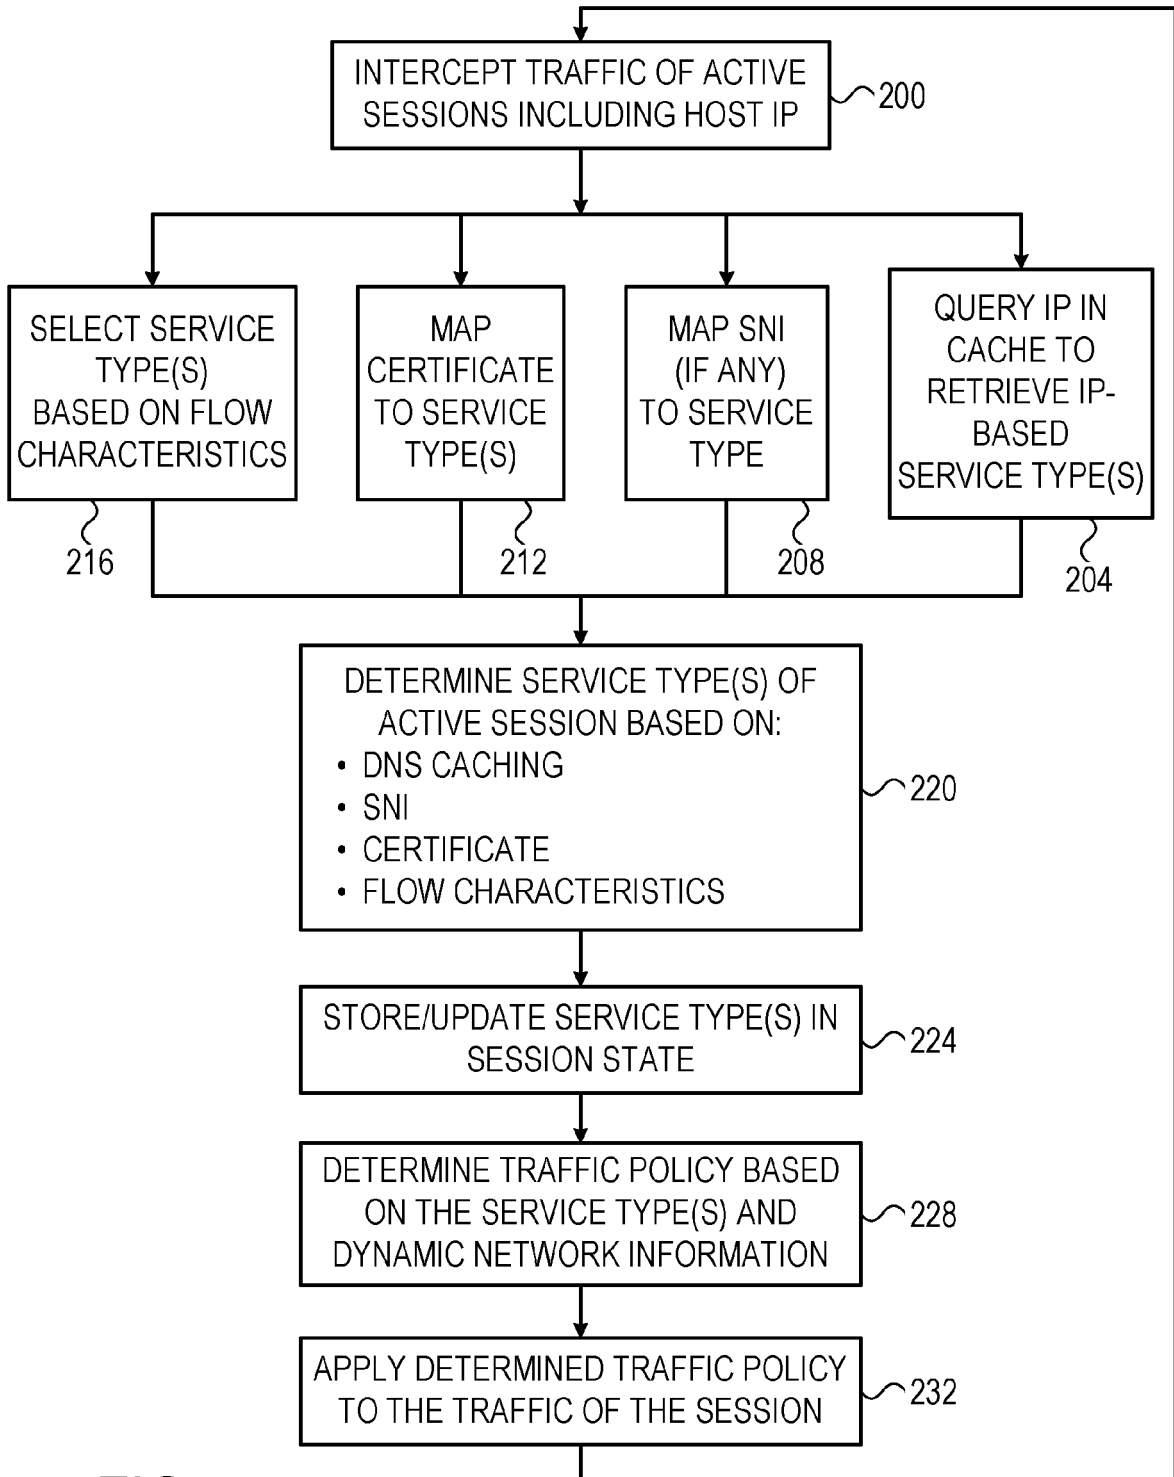 INTERCEPT TRAFFIC OF ACTIVE
SESSIONS INCLUDING HOST IP
200
SELECT SERVICE
TYPE(S)
BASED ON FLOW
CHARACTERISTICS
216
MAP
CERTIFICATE
TO SERVICE
TYPE(S)
212
MAP SNI
(IF ANY)
TO SERVICE
TYPE
208
QUERY IP IN
CACHE TO
RETRIEVE IP-
BASED
SERVICE TYPE(S)
204
DETERMINE SERVICE TYPE(S) OF
ACTIVE SESSION BASED ON:
• DNS CACHING
• SNI
• CERTIFICATE
• FLOW CHARACTERISTICS
220
STORE/UPDATE SERVICE TYPE(S) IN
SESSION STATE
224
DETERMINE TRAFFIC POLICY BASED
ON THE SERVICE TYPE(S) AND
DYNAMIC NETWORK INFORMATION
228
APPLY DETERMINED TRAFFIC POLICY
TO THE TRAFFIC OF THE SESSION
232